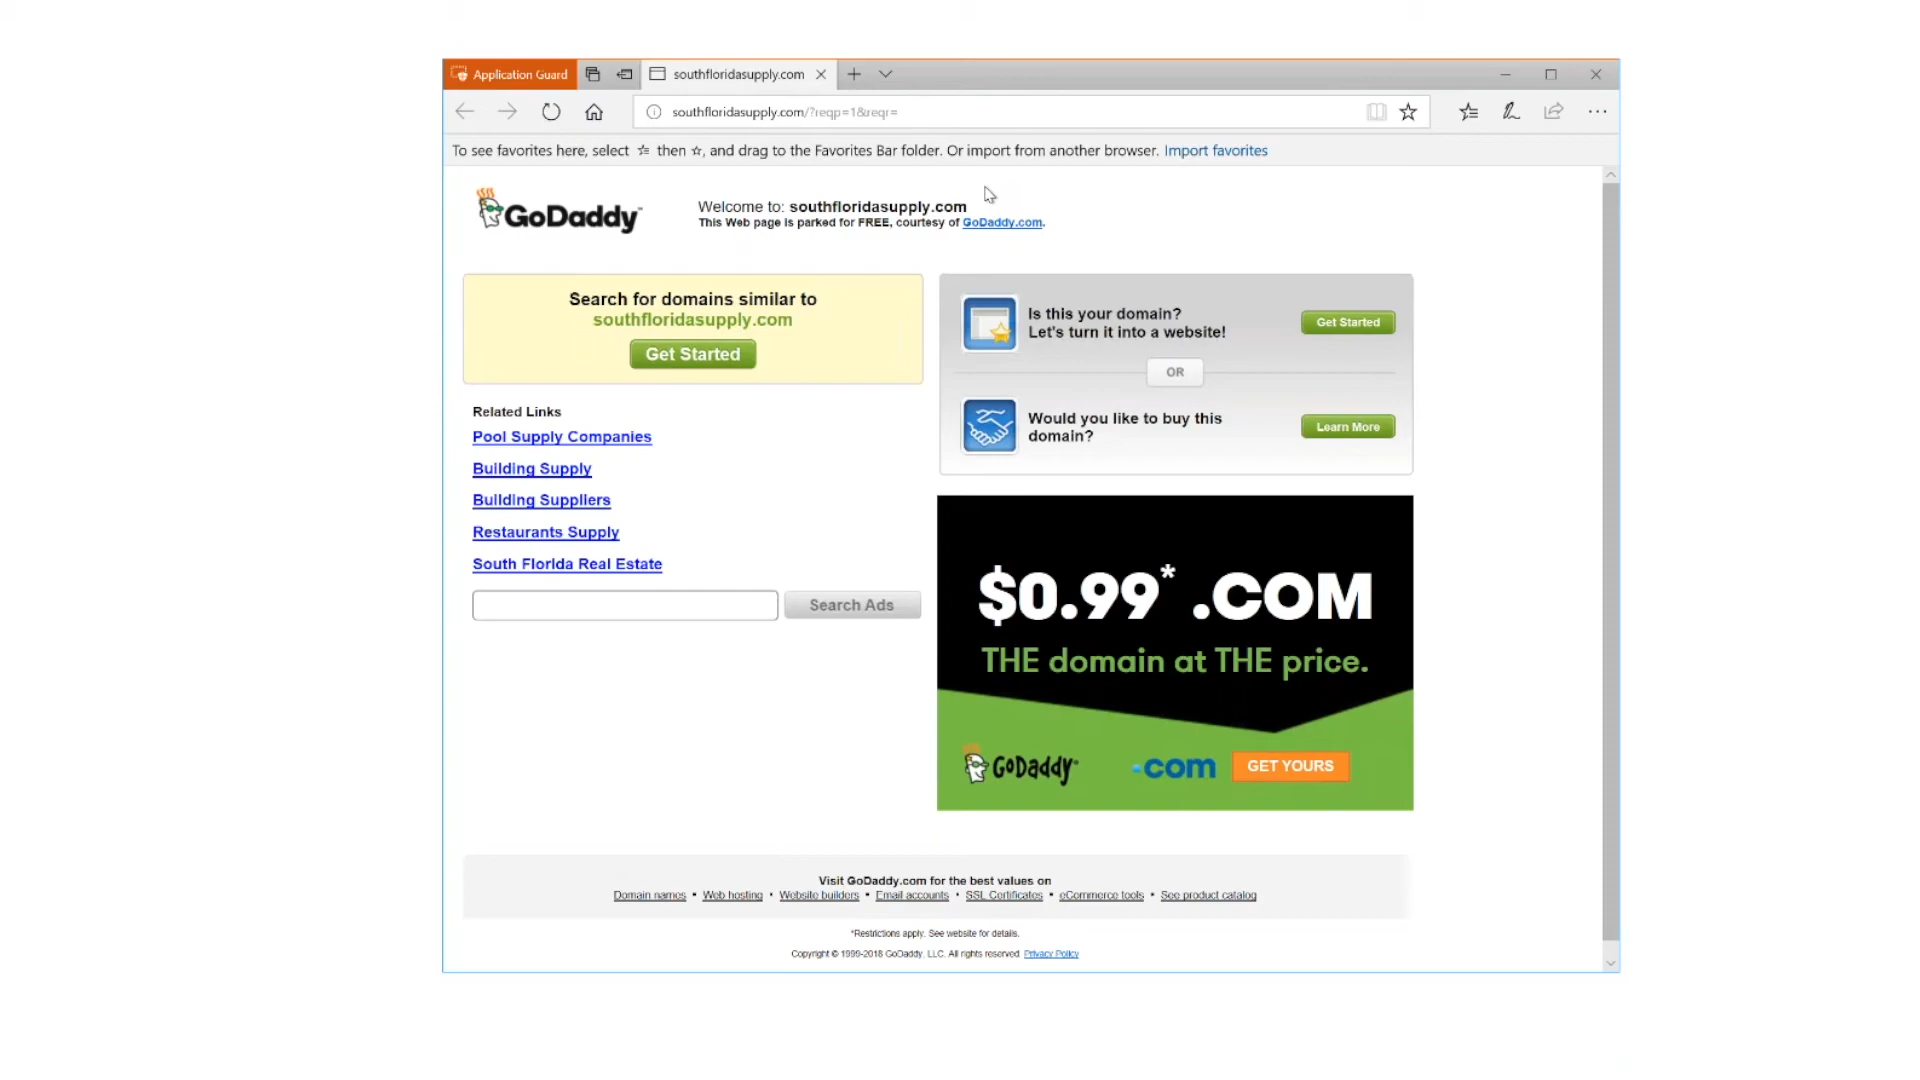 Application Guard
southfloridasupply.com
southfloridasupply.com/?reqp=1&reqr=
To see favorites here, select then , and drag to the Favorites Bar folder. Or import from another browser. Import favorites
GoDaddy
Welcome to: southfloridasupply.com
This Web page is parked for FREE, courtesy of GoDaddy.com.
Search for domains similar to
southfloridasupply.com
Get Started
Is this your domain?
Let's turn it into a website!
Get Started
OR
Would you like to buy this
domain?
Learn More
Related Links
Pool Supply Companies
Building Supply
Building Suppliers
Restaurants Supply
South Florida Real Estate
Search Ads
$0.99* .COM
THE domain at THE price.
GoDaddy
.com
GET YOURS
Visit GoDaddy.com for the best values on
Domain names • Web hosting • Website builders • Email accounts • SSL Certificates • eCommerce tools • See product catalog
*Restrictions apply. See website for details.
Copyright © 1999-2018 GoDaddy, LLC. All rights reserved. Privacy Policy